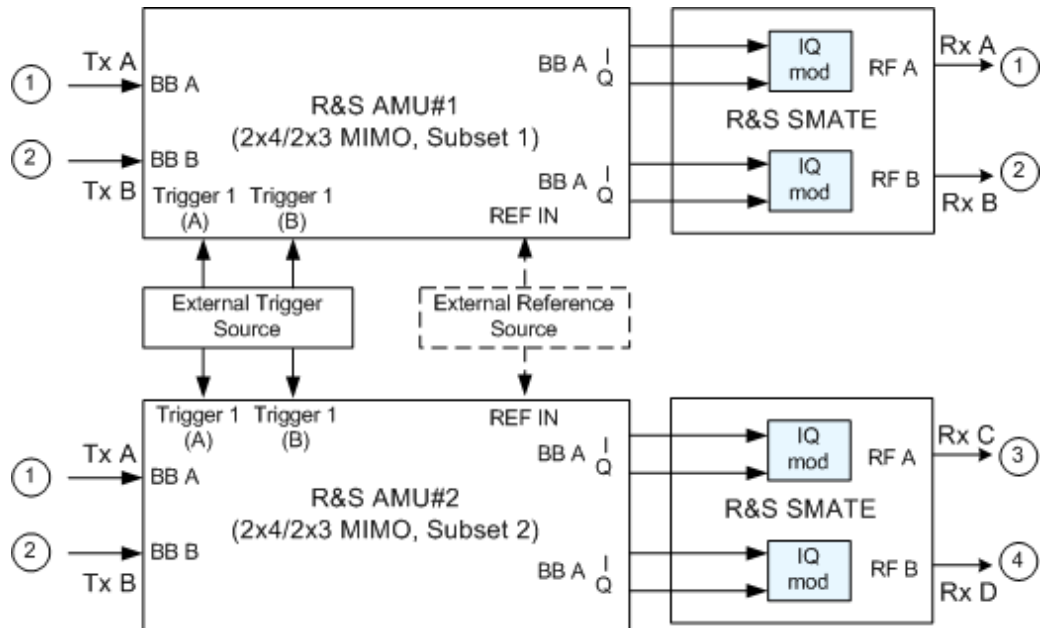 Tx A
1
BB A
2
BB B
Tx B
R&S AMU#1
(2x4/2x3 MIMO, Subset 1)
Trigger 1
(A)
Trigger 1
(B)
REF IN
BB A
I
Q
BB A
I
Q
IQ
mod
RF A
R&S SMATE
IQ
mod
RF B
Rx A
1
2
Rx B
External Trigger
Source
External Reference
Source
Trigger 1
(A)
Trigger 1
(B)
REF IN
Tx A
1
BB A
2
BB B
Tx B
R&S AMU#2
(2x4/2x3 MIMO, Subset 2)
BB A
I
Q
BB A
I
Q
IQ
mod
RF A
R&S SMATE
IQ
mod
RF B
Rx C
3
4
Rx D